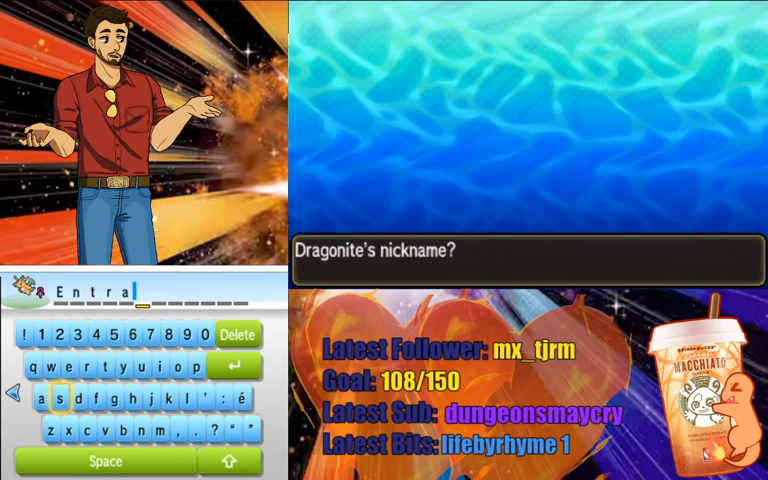 Dragonite's nickname?
Entra
! 1 2 3 4 5 6 7 8 9 0 Delete
q w e r t y u i o p
a s d f g h j k l ' : é
z x c v b n m , . ? “ ”
Space
Latest Follower: mx_tjrm
Goal: 108/150
Latest Sub: dungeonsmaycry
Latest Bits: lifebyrhyme 1
CARAMEL
MACCHIATO